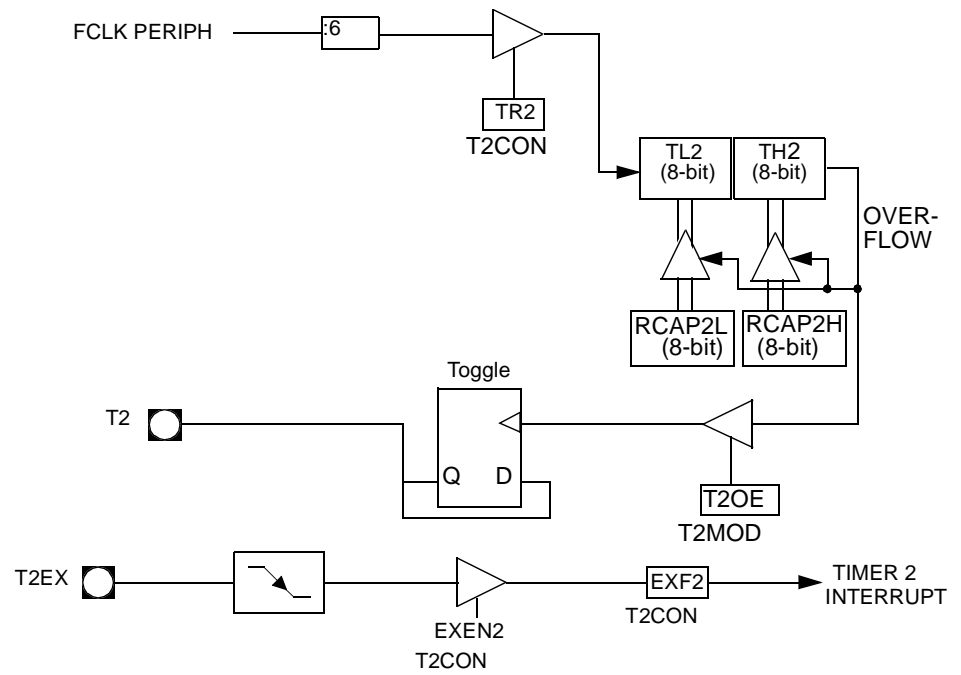 FCLK PERIPH
:6
TR2
T2CON
TL2
(8-bit)
TH2
(8-bit)
OVER-
FLOW
RCAP2L
(8-bit)
RCAP2H
(8-bit)
Toggle
T2
Q
D
T2OE
T2MOD
T2EX
EXEN2
T2CON
EXF2
T2CON
TIMER 2
INTERRUPT